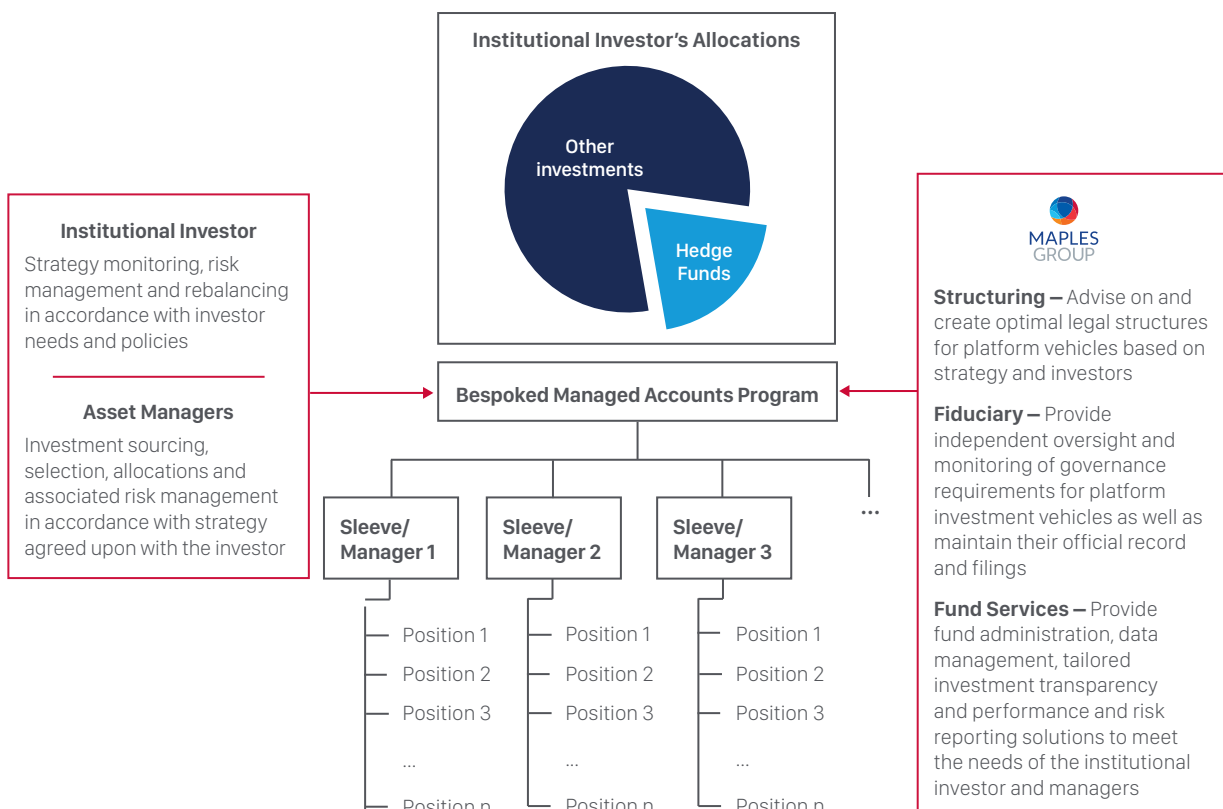 Institutional Investor's Allocations
Other
investments
Hedge
Funds
Institutional Investor
Strategy monitoring, risk
management and rebalancing
in accordance with investor
needs and policies
Asset Managers
Investment sourcing,
selection, allocations and
associated risk management
in accordance with strategy
agreed upon with the investor
Bespoked Managed Accounts Program
Sleeve/
Manager 1
Position 1
Position 2
Position 3
...
Position n
Sleeve/
Manager 2
Position 1
Position 2
Position 3
...
Position n
Sleeve/
Manager 3
Position 1
Position 2
Position 3
...
Position n
...
MAPLES
GROUP
Structuring – Advise on and
create optimal legal structures
for platform vehicles based on
strategy and investors
Fiduciary – Provide
independent oversight and
monitoring of governance
requirements for platform
investment vehicles as well as
maintain their official record
and filings
Fund Services – Provide
fund administration, data
management, tailored
investment transparency
and performance and risk
reporting solutions to meet
the needs of the institutional
investor and managers